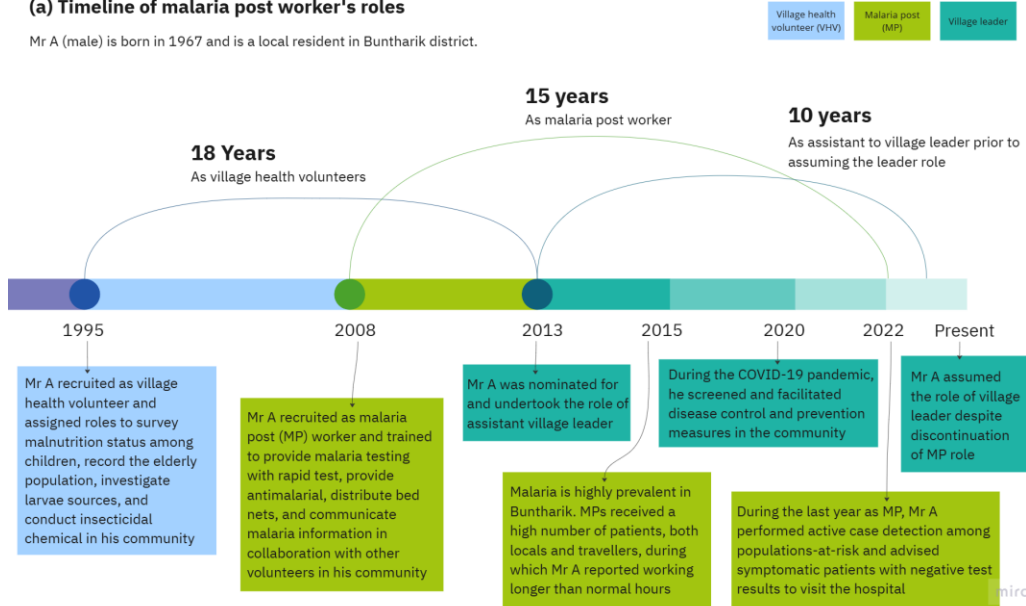 (a) Timeline of malaria post worker's roles
Mr A (male) is born in 1967 and is a local resident in Buntharik district.
Village health
volunteer (VHV)
Malaria post
(MP)
Village leader
18 Years
As village health volunteers
15 years
As malaria post worker
10 years
As assistant to village leader prior to
assuming the leader role
1995
2008
2013
2015
2020
2022
Present
Mr A recruited as village
health volunteer and
assigned roles to survey
malnutrition status among
children, record the elderly
population, investigate
larvae sources, and
conduct insecticidal
chemical in his community
Mr A recruited as malaria
post (MP) worker and trained
to provide malaria testing
with rapid test, provide
antimalarial, distribute bed
nets, and communicate
malaria information in
collaboration with other
volunteers in his community
Mr A was nominated for
and undertook the role of
assistant village leader
Malaria is highly prevalent in
Buntharik. MPs received a
high number of patients, both
locals and travellers, during
which Mr A reported working
longer than normal hours
During the COVID-19 pandemic,
he screened and facilitated
disease control and prevention
measures in the community
During the last year as MP, Mr A
performed active case detection among
populations-at-risk and advised
symptomatic patients with negative test
results to visit the hospital
Mr A assumed
the role of village
leader despite
discontinuation
of MP role